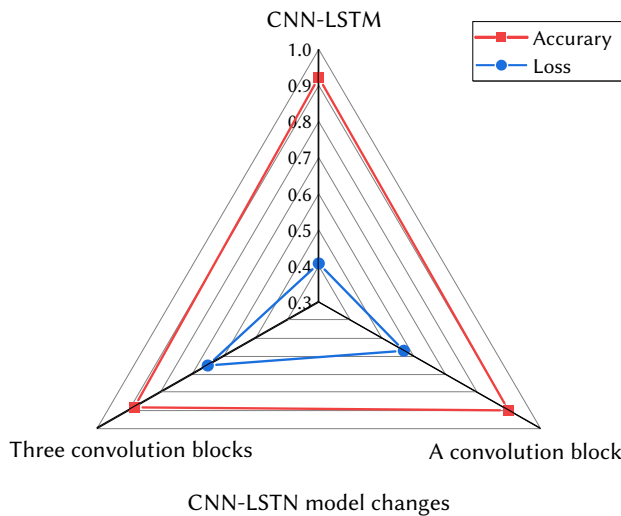 CNN-LSTM
Accurary
Loss
1.0
0.9
0.8
0.7
0.6
0.5
0.4
0.3
Three convolution blocks
A convolution block
CNN-LSTN model changes